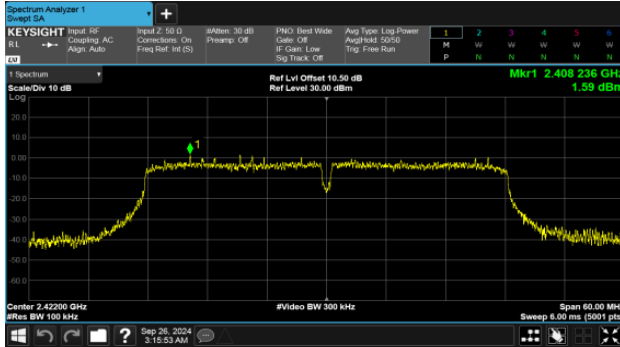 Spectrum Analyzer 1
Swept SA
+
KEYSIGHT
RL
LXI
Input: RF
Coupling: AC
Align: Auto
Input Z: 50 Ω
Corrections: On
Freq Ref: Int (S)
#Atten: 30 dB
Preamp: Off
PNO: Best Wide
Gate: Off
IF Gain: Low
Sig Track: Off
Avg Type: Log-Power
Avg|Hold: 50/50
Trig: Free Run
1 2 3 4 5 6
M W W W W W
P N N N N N
1 Spectrum
Scale/Div 10 dB
Log
Ref Lvl Offset 10.50 dB
Ref Level 30.00 dBm
Mkr1 2.408 236 GHz
1.59 dBm
20.0
10.0
0.00
1
-10.0
-20.0
-30.0
-40.0
-50.0
-60.0
Center 2.42200 GHz
#Res BW 100 kHz
#Video BW 300 kHz
Span 60.00 MH
Sweep 6.00 ms (5001 pts
?
Sep 26, 2024
3:15:53 AM